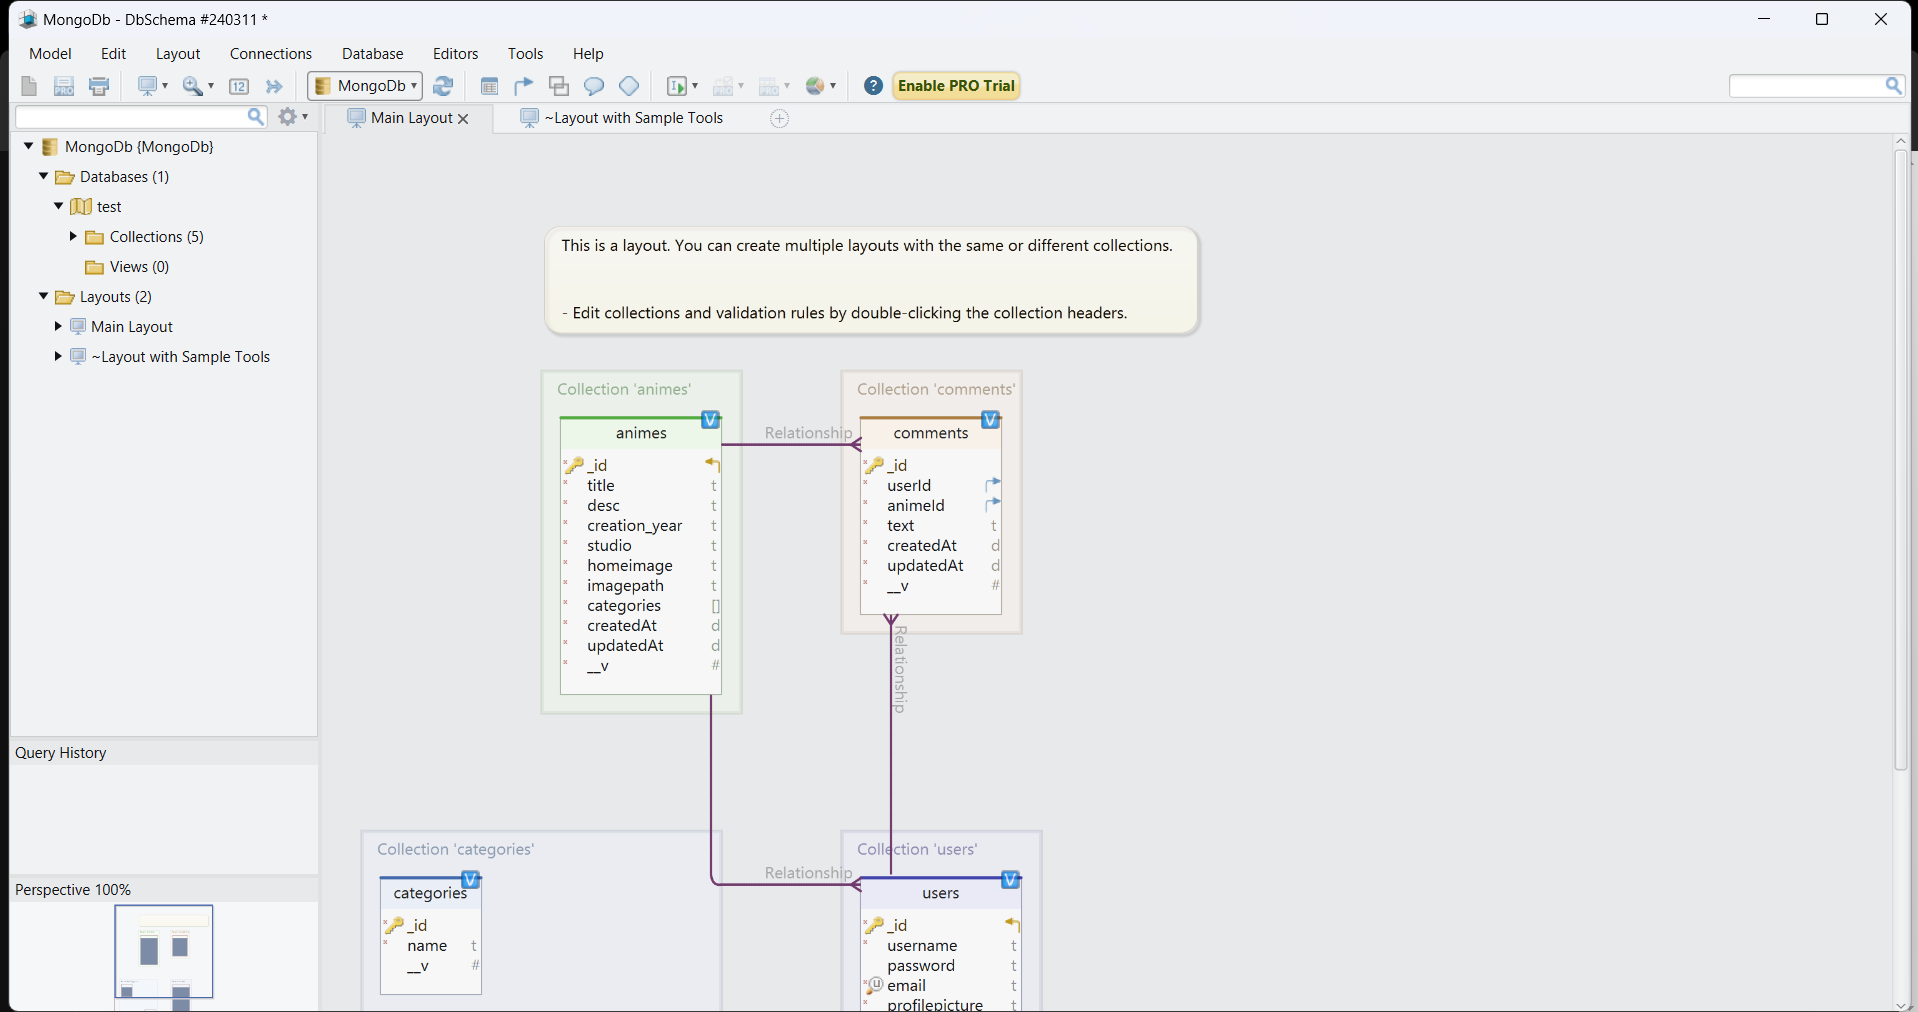 MongoDb - DbSchema #240311 *
Model Edit Layout Connections Database Editors Tools Help
PRO 12 MongoDb ? Enable PRO Trial
Main Layout
~Layout with Sample Tools
MongoDb {MongoDb}
Databases (1)
test
Collections (5)
Views (0)
Layouts (2)
Main Layout
~Layout with Sample Tools
Query History
Perspective 100%
This is a layout. You can create multiple layouts with the same or different collections.
- Edit collections and validation rules by double-clicking the collection headers.
Collection 'animes'
V
animes
_id
title t
desc t
creation_year t
studio t
homeimage t
imagepath t
categories []
createdAt d
updatedAt d
__v #
Relationship
Collection 'comments'
V
comments
_id
userId
animeId
text t
createdAt d
updatedAt d
__v #
Relationship
Collection 'categories'
V
categories
_id
name t
__v #
Relationship
Collection 'users'
V
users
_id
username t
password t
u email t
profilepicture t